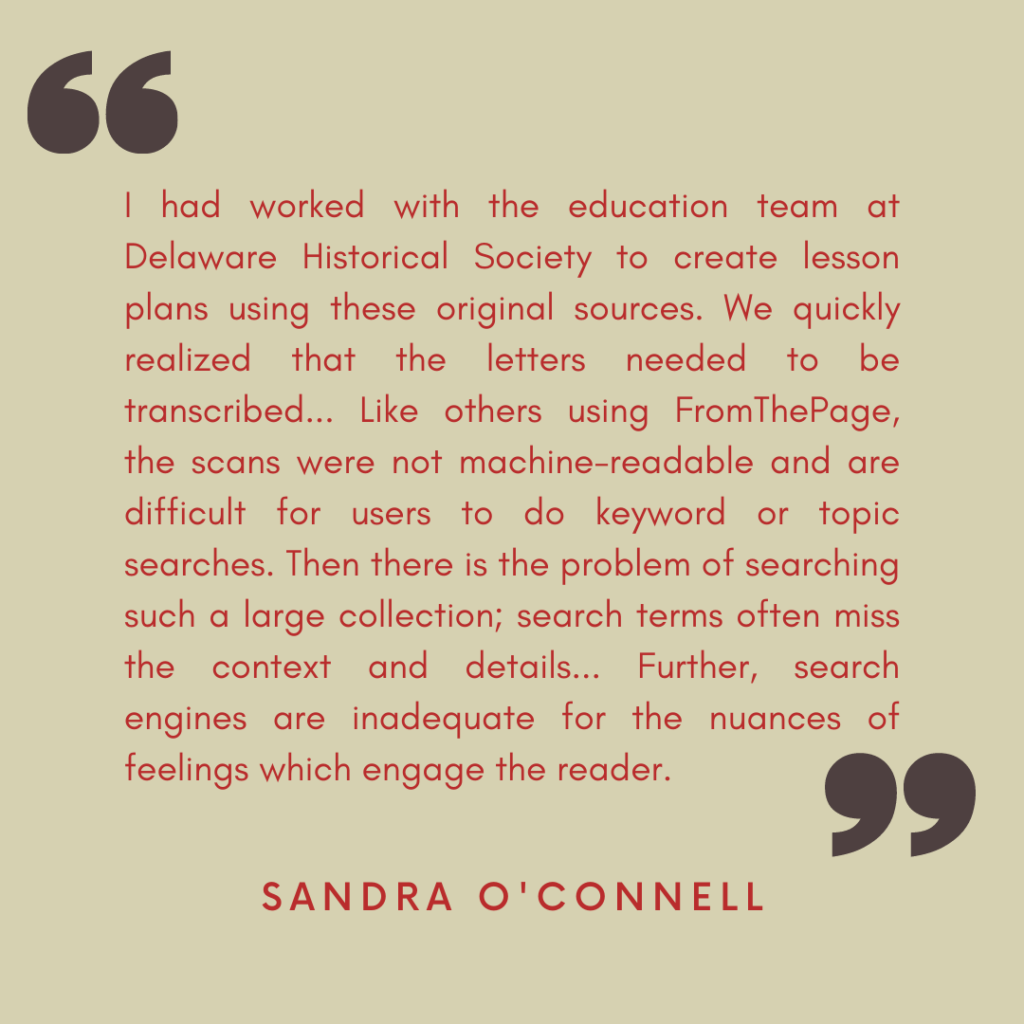 “
I had worked with the education team at
Delaware Historical Society to create lesson
plans using these original sources. We quickly
realized that the letters needed to be
transcribed... Like others using FromThePage,
the scans were not machine-readable and are
difficult for users to do keyword or topic
searches. Then there is the problem of searching
such a large collection; search terms often miss
the context and details... Further, search
engines are inadequate for the nuances of
feelings which engage the reader.
”
SANDRA O'CONNELL